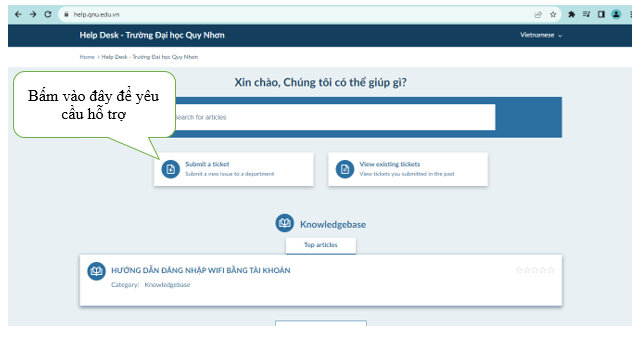 help.qnu.edu.vn
Help Desk - Trường Đại học Quy Nhơn
Vietnamese
Home > Help Desk - Trường Đại học Quy Nhơn
Xin chào, Chúng tôi có thể giúp gì?
Bấm vào đây để yêu
cầu hỗ trợ
earch for articles
Submit a ticket
Submit a new issue to a department
View existing tickets
View tickets you submitted in the past
Knowledgebase
Top articles
HƯỚNG DẪN ĐĂNG NHẬP WIFI BẰNG TÀI KHOẢN
Category: Knowledgebase